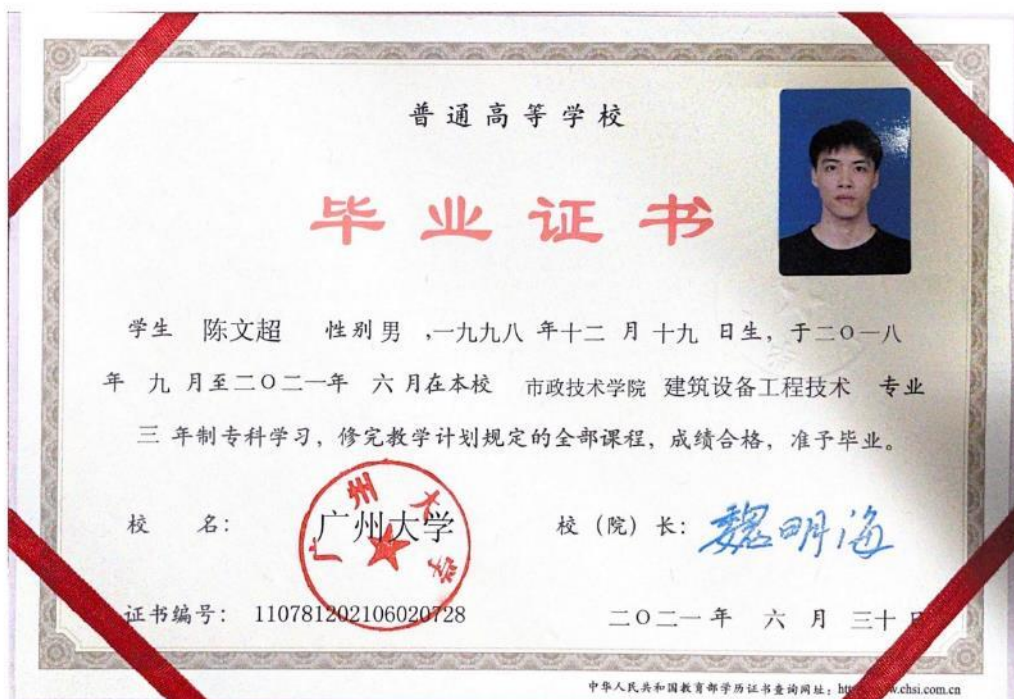 普通高等学校
毕业证书
学生 陈文超 性别 男 ,一九九八 年十二 月 十九 日生, 于二〇一八
年 九 月至二〇二一年 六 月在本校 市政技术学院 建筑设备工程技术 专业
三 年制专科学习, 修完教学计划规定的全部课程, 成绩合格, 准予毕业。
校 名: 广州大学 校 (院) 长: 魏明海
广州大学
证书编号: 110781202106020728 二〇二一 年 六 月 三十 日
中华人民共和国教育部学历证书查询网址: